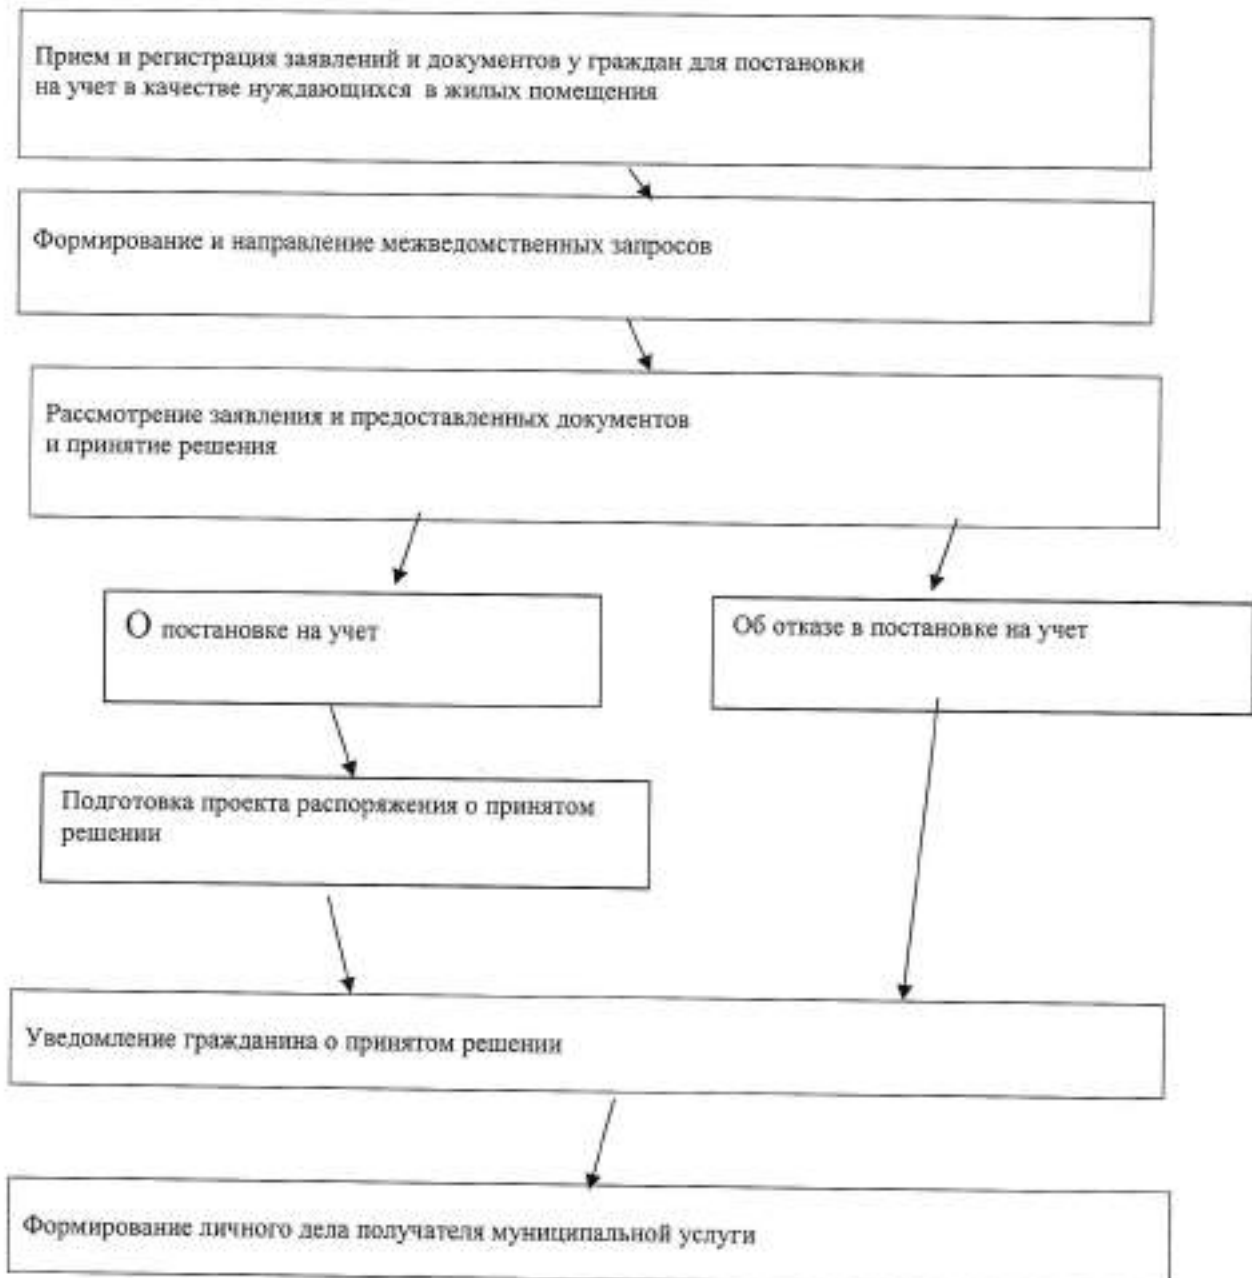 Прием и регистрация заявлений и документов у граждан для постановки
на учет в качестве нуждающихся в жилых помещения
Формирование и направление межведомственных запросов
Рассмотрение заявления и предоставленных документов
и принятие решения
О постановке на учет
Об отказе в постановке на учет
Подготовка проекта распоряжения о принятом
решении
Уведомление гражданина о принятом решении
Формирование личного дела получателя муниципальной услуги